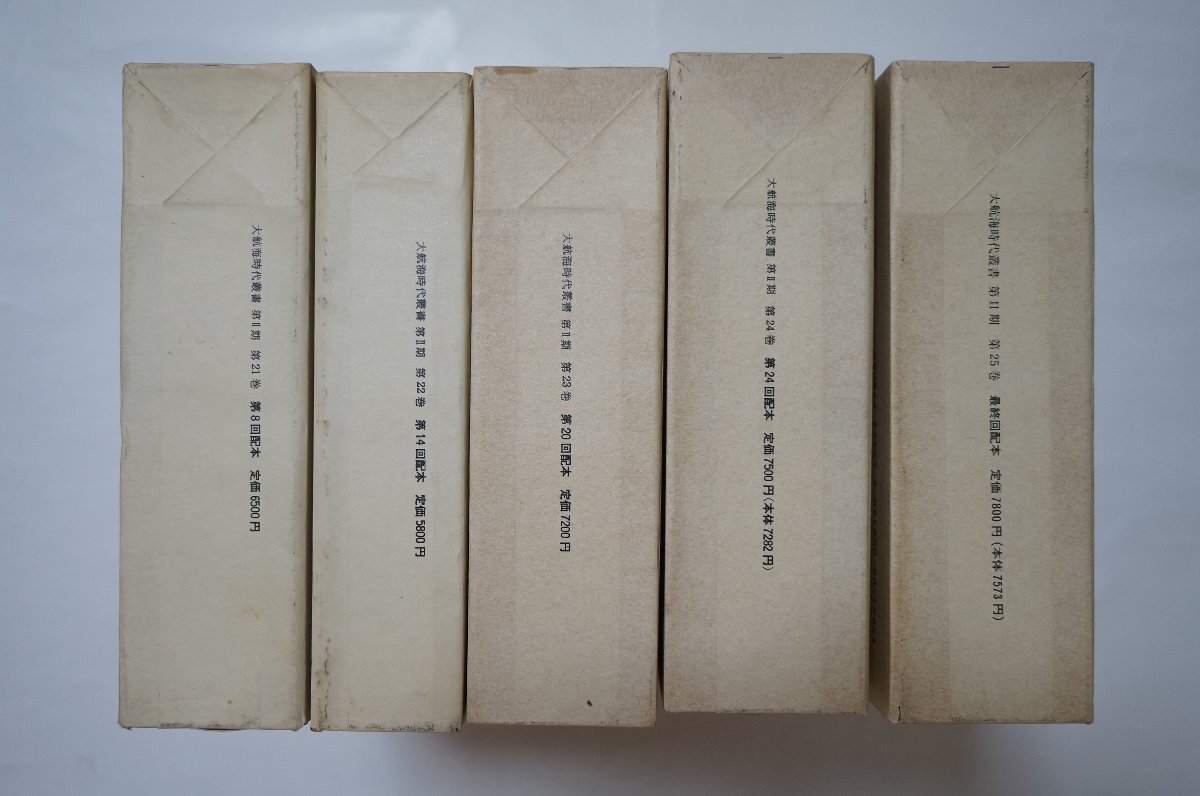 大航海時代叢書 第Ⅱ期 第21巻 第8回配本 定価6500円
大航海時代叢書 第Ⅱ期 第22巻 第14回配本 定価5800円
大航海時代叢書 第Ⅱ期 第23巻 第20回配本 定価7200円
大航海時代叢書 第Ⅱ期 第24巻 第24回配本 定価7500円(本体7282円)
大航海時代叢書 第Ⅱ期 第25巻 最終回配本 定価7800円(本体7573円)